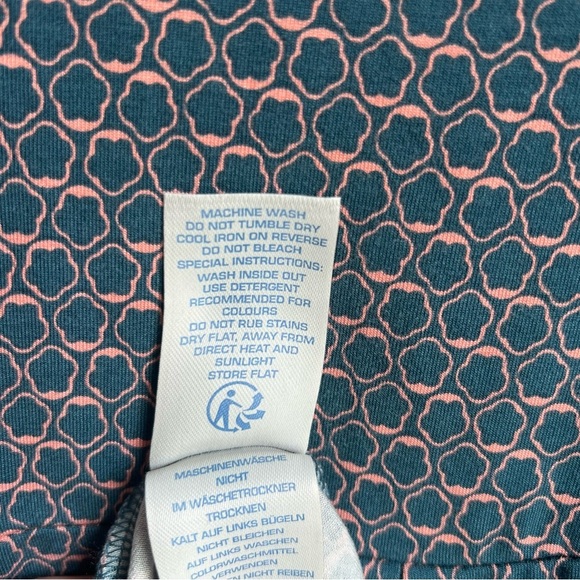 MACHINE WASH
DO NOT TUMBLE DRY
COOL IRON ON REVERSE
DO NOT BLEACH
SPECIAL INSTRUCTIONS:
WASH INSIDE OUT
USE DETERGENT
RECOMMENDED FOR
COLOURS
DO NOT RUB STAINS
DRY FLAT, AWAY FROM
DIRECT HEAT AND
SUNLIGHT
STORE FLAT
MASCHINENWÄSCHE
NICHT
IM WÄSCHETROCKNER
TROCKNEN
KALT AUF LINKS BÜGELN
NICHT BLEICHEN
AUF LINKS WASCHEN
COLORWASCHMITTEL
VERWENDEN
NICHT REIBEN